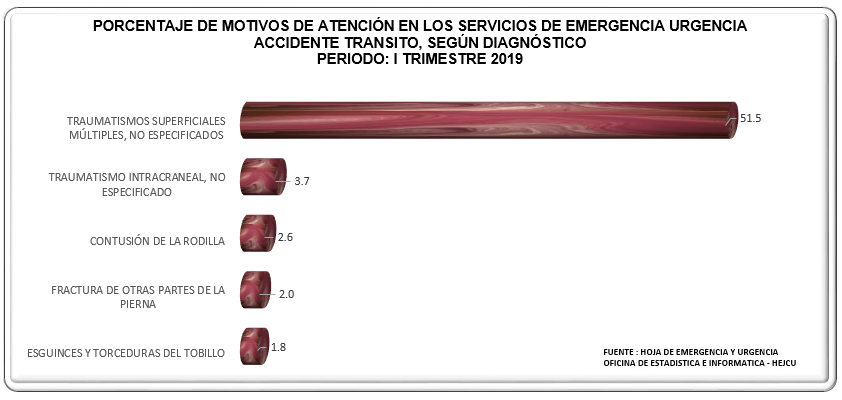 PORCENTAJE DE MOTIVOS DE ATENCIÓN EN LOS SERVICIOS DE EMERGENCIA URGENCIA
ACCIDENTE TRANSITO, SEGÚN DIAGNÓSTICO
PERIODO: I TRIMESTRE 2019
TRAUMATISMOS SUPERFICIALES
MÚLTIPLES, NO ESPECIFICADOS
51.5
TRAUMATISMO INTRACRANEAL, NO
ESPECIFICADO
3.7
CONTUSIÓN DE LA RODILLA
2.6
FRACTURA DE OTRAS PARTES DE LA
PIERNA
2.0
ESGUINCES Y TORCEDURAS DEL TOBILLO
1.8
FUENTE : HOJA DE EMERGENCIA Y URGENCIA
OFICINA DE ESTADISTICA E INFORMATICA - HEJCU